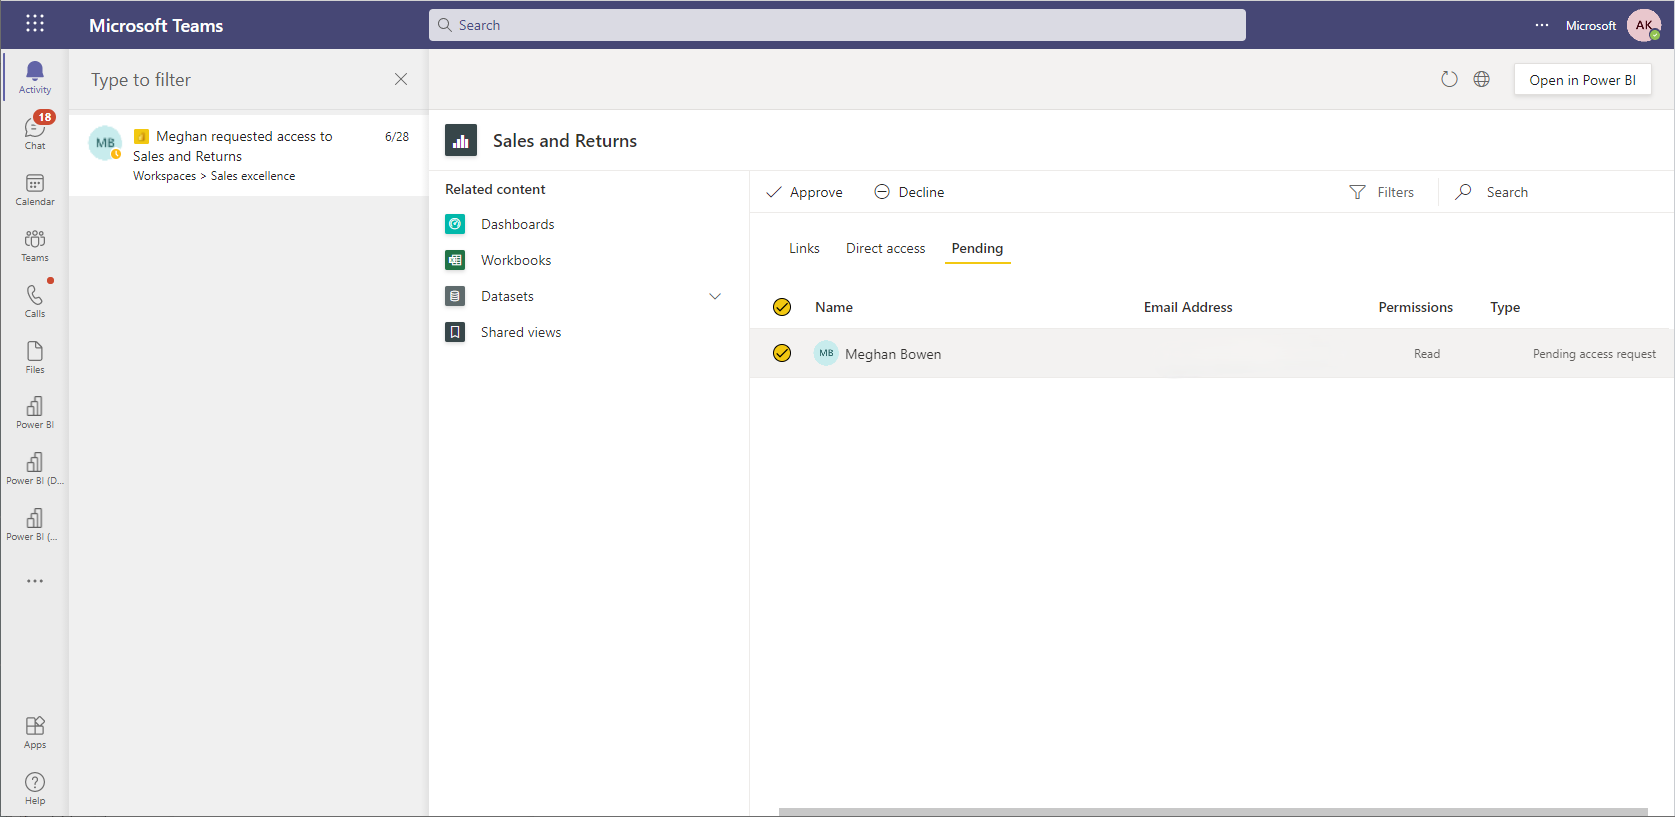 Microsoft Teams
Search
Microsoft
AK
Activity
18
Chat
Calendar
Teams
Calls
Files
Power BI
Power BI (D...
Power BI (...
Apps
Help
Type to filter
MB
Meghan requested access to
6/28
Sales and Returns
Workspaces > Sales excellence
Open in Power BI
Sales and Returns
Related content
Dashboards
Workbooks
Datasets
Shared views
Approve
Decline
Filters
Search
Links
Direct access
Pending
Name
Email Address
Permissions
Type
MB
Meghan Bowen
Read
Pending access request